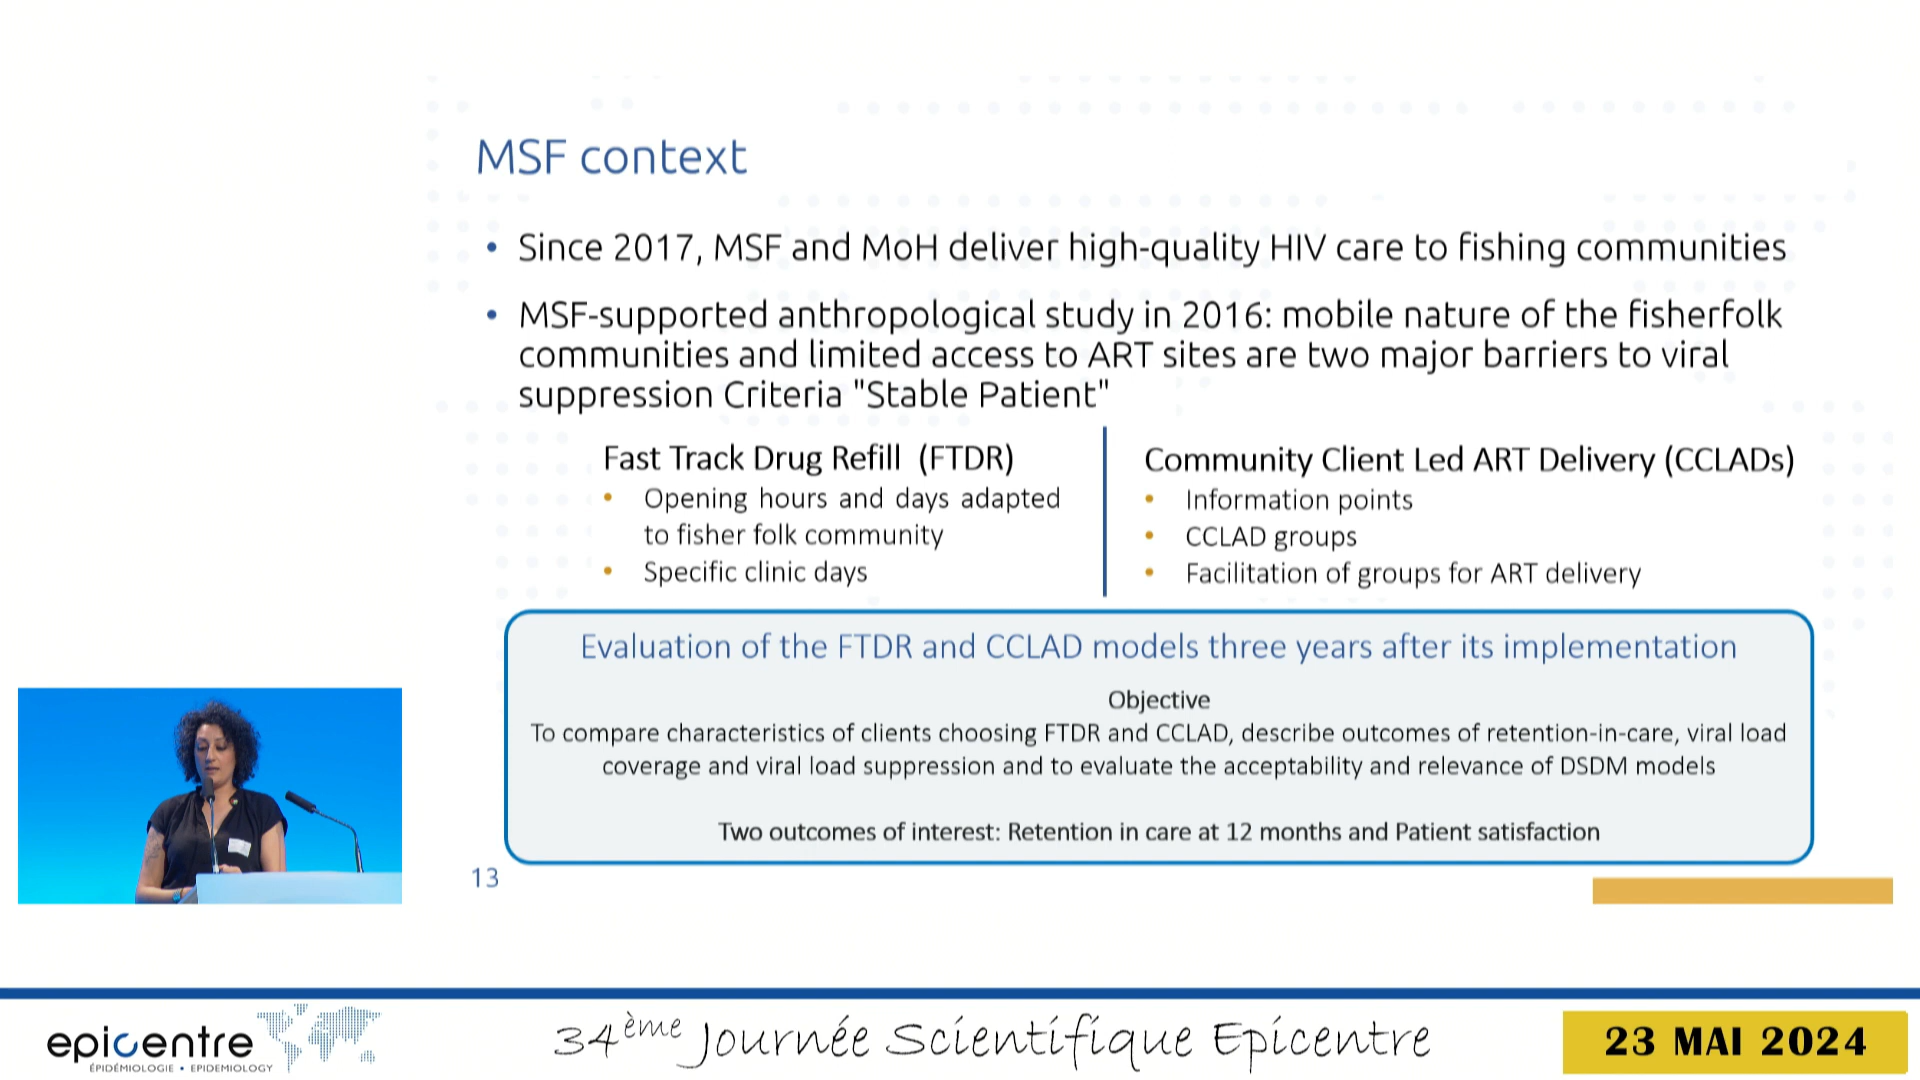 MSF context
• Since 2017, MSF and MoH deliver high-quality HIV care to fishing communities
• MSF-supported anthropological study in 2016: mobile nature of the fisherfolk
communities and limited access to ART sites are two major barriers to viral
suppression Criteria "Stable Patient"
Fast Track Drug Refill (FTDR)
• Opening hours and days adapted
to fisher folk community
• Specific clinic days
Community Client Led ART Delivery (CCLADs)
• Information points
• CCLAD groups
• Facilitation of groups for ART delivery
Evaluation of the FTDR and CCLAD models three years after its implementation
Objective
To compare characteristics of clients choosing FTDR and CCLAD, describe outcomes of retention-in-care, viral load
coverage and viral load suppression and to evaluate the acceptability and relevance of DSDM models
Two outcomes of interest: Retention in care at 12 months and Patient satisfaction
13
epicentre
ÉPIDÉMIOLOGIE • EPIDEMIOLOGY
34ème Journée Scientifique Epicentre
23 MAI 2024